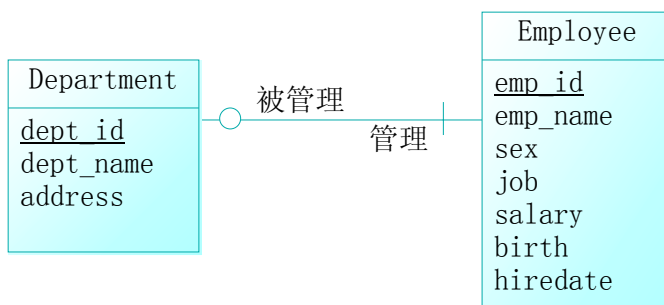 Department
dept_id
dept_name
address
被管理
管理
Employee
emp_id
emp_name
sex
job
salary
birth
hiredate